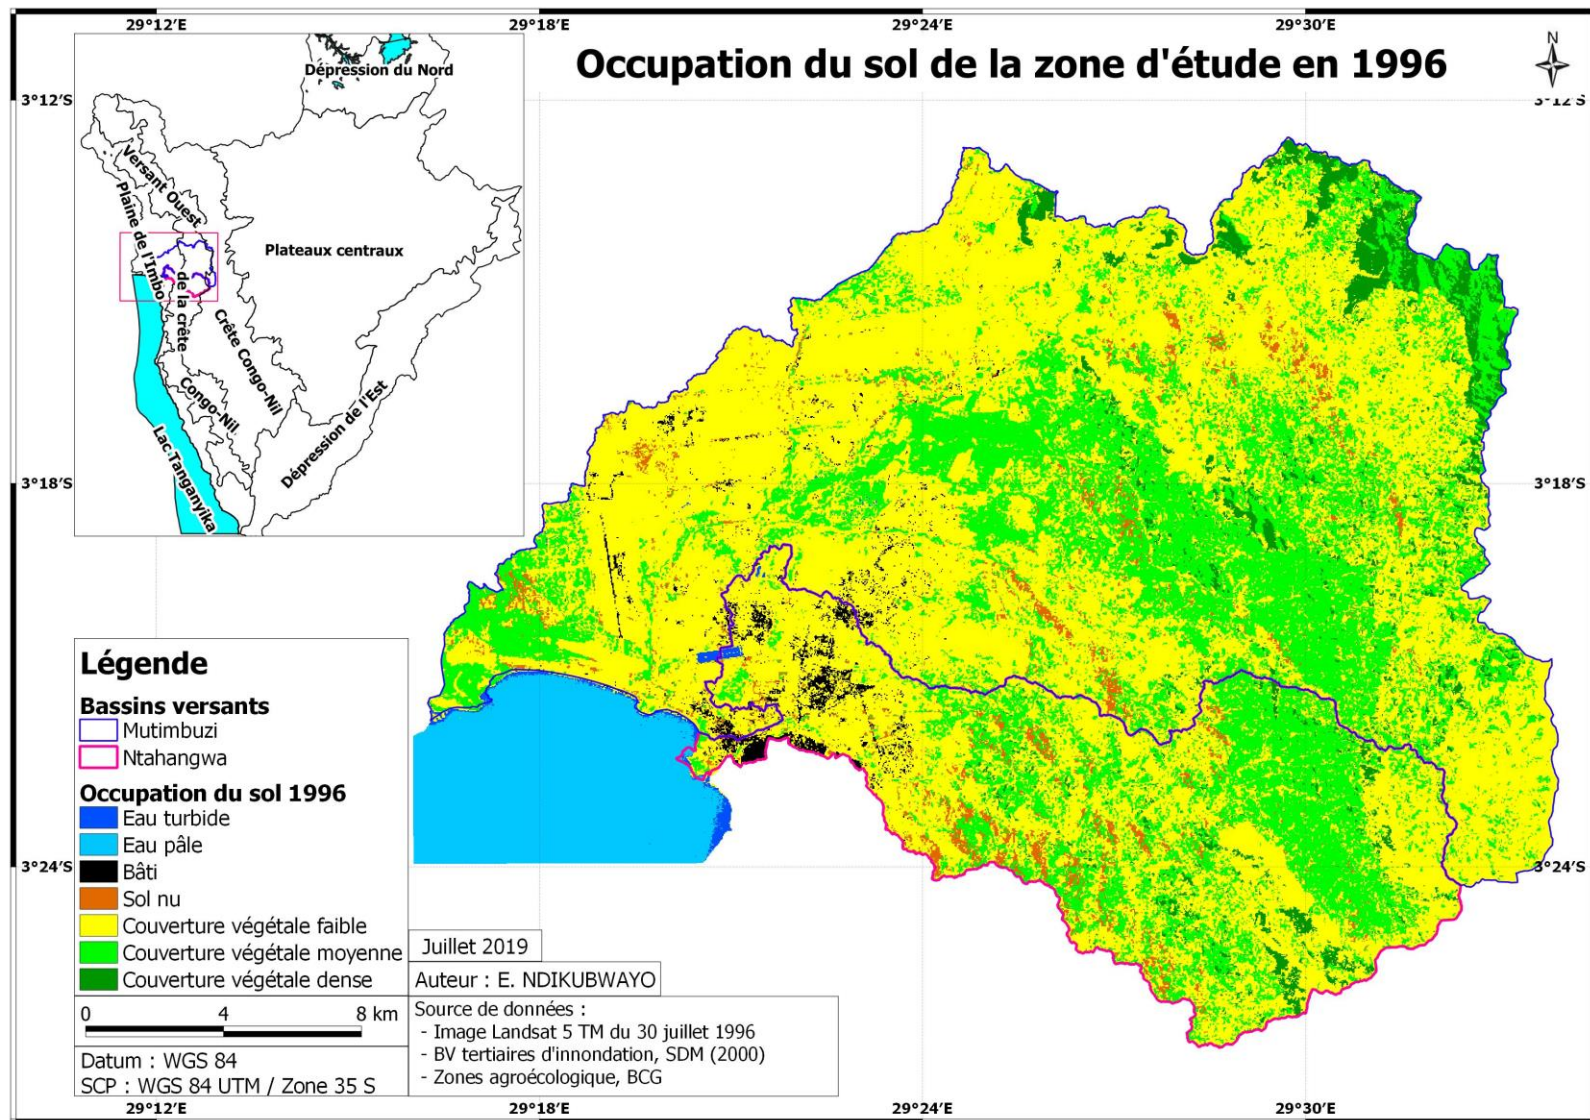 29°12′E
29°18′E
29°24′E
29°30′E
Occupation du sol de la zone d'étude en 1996
N
3°12′S
3°12′S
Dépression du Nord
Versant Ouest
Plaine de l'Imbo
Plateaux centraux
de la crête
Crête Congo-Nil
Congo-Nil
Dépression de l'Est
Lac Tanganyika
3°18′S
3°18′S
Légende
Bassins versants
Mutimbuzi
Ntahangwa
Occupation du sol 1996
Eau turbide
Eau pâle
Bâti
Sol nu
Couverture végétale faible
Couverture végétale moyenne
Couverture végétale dense
3°24′S
3°24′S
Juillet 2019
Auteur : E. NDIKUBWAYO
0 4 8 km
Datum : WGS 84
SCP : WGS 84 UTM / Zone 35 S
Source de données :
- Image Landsat 5 TM du 30 juillet 1996
- BV tertiaires d'innondation, SDM (2000)
- Zones agroécologique, BCG
29°12′E
29°18′E
29°24′E
29°30′E